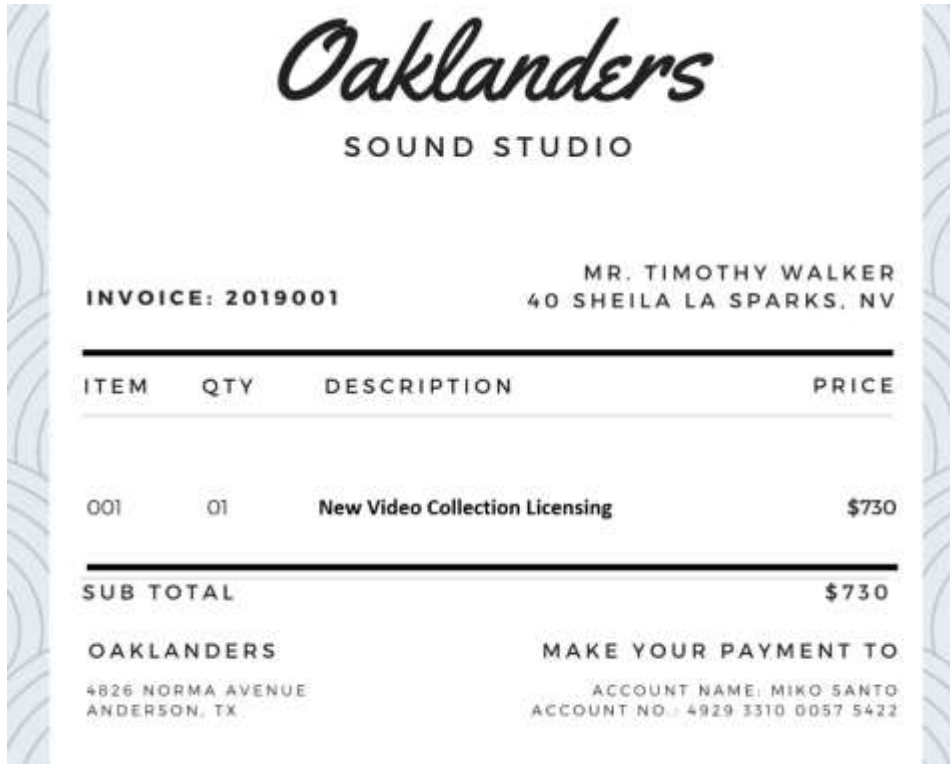 Oaklanders
SOUND STUDIO
MR. TIMOTHY WALKER
INVOICE: 2019001
40 SHEILA LA SPARKS, NV
ITEM QTY DESCRIPTION PRICE
001 01 New Video Collection Licensing $730
SUB TOTAL $730
OAKLANDERS MAKE YOUR PAYMENT TO
4826 NORMA AVENUE ACCOUNT NAME: MIKO SANTO
ANDERSON, TX ACCOUNT NO.: 4929 3310 0057 5422